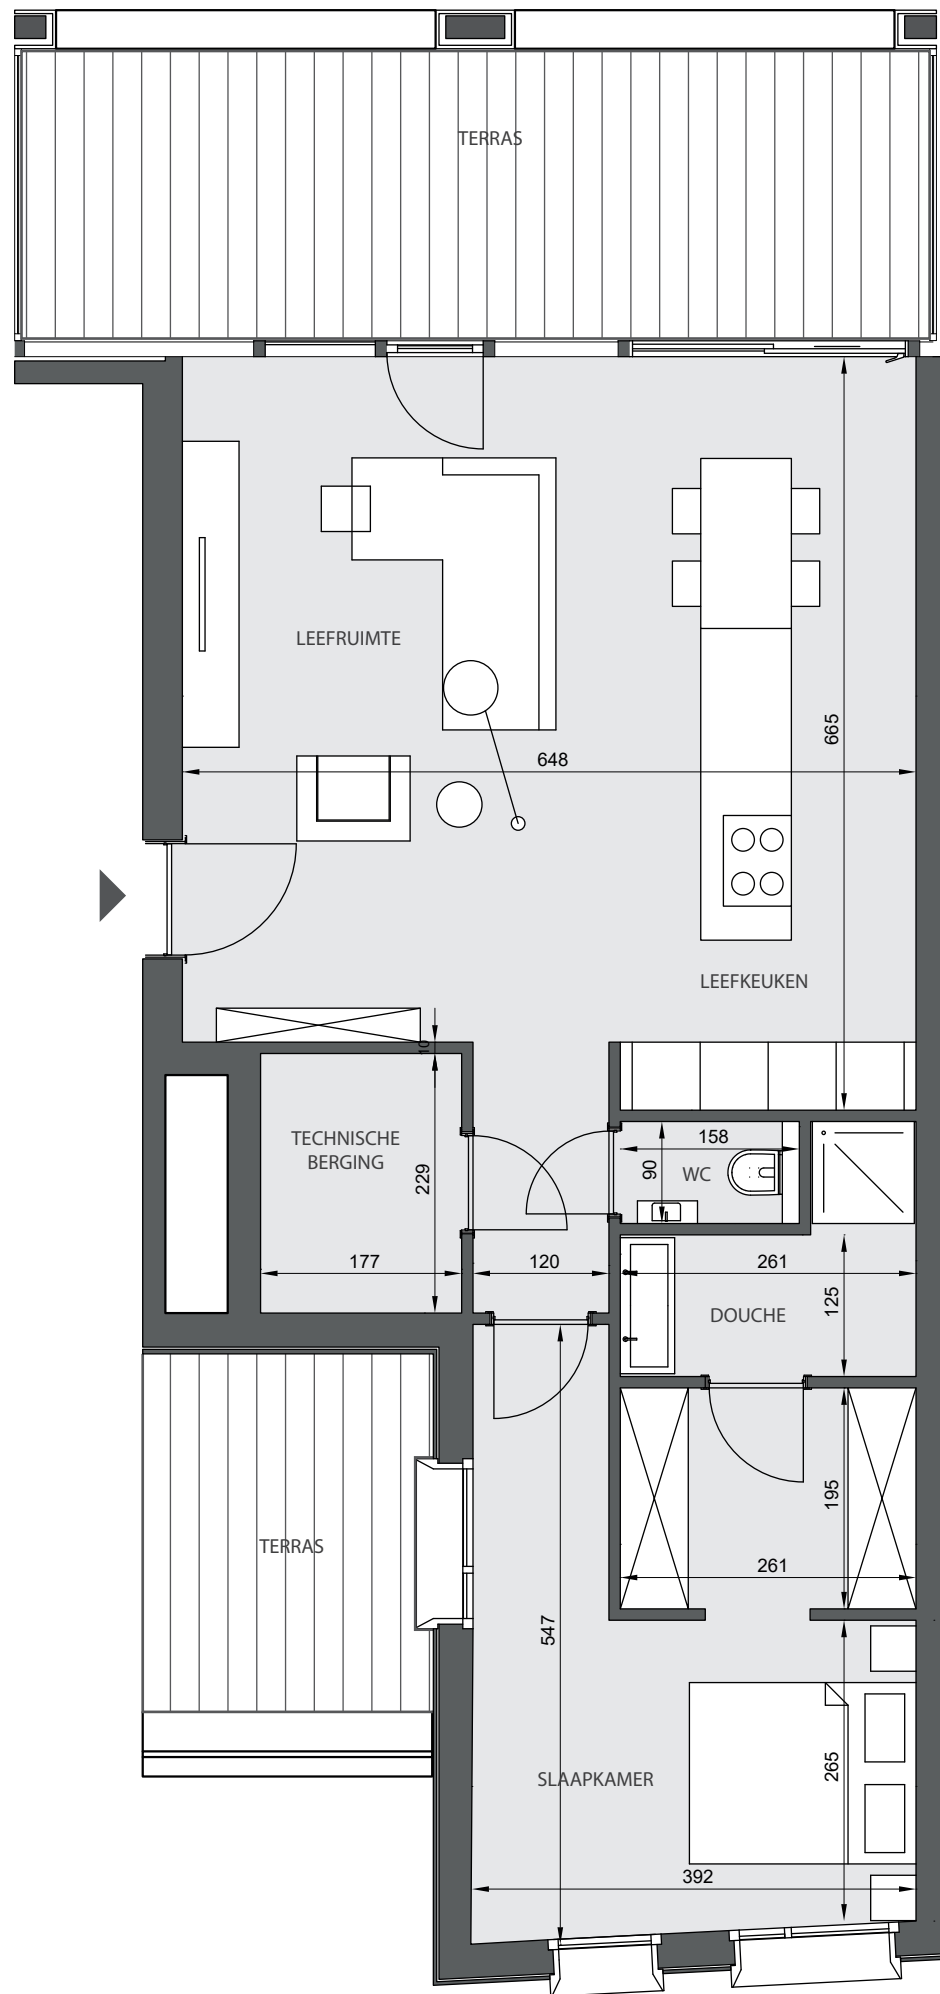 TERRAS
LEEFRUIMTE
665
648
LEEFKEUKEN
10
TECHNISCHE
BERGING
229
177
120
158
90
WC
261
125
DOUCHE
195
261
TERRAS
547
265
SLAAPKAMER
392